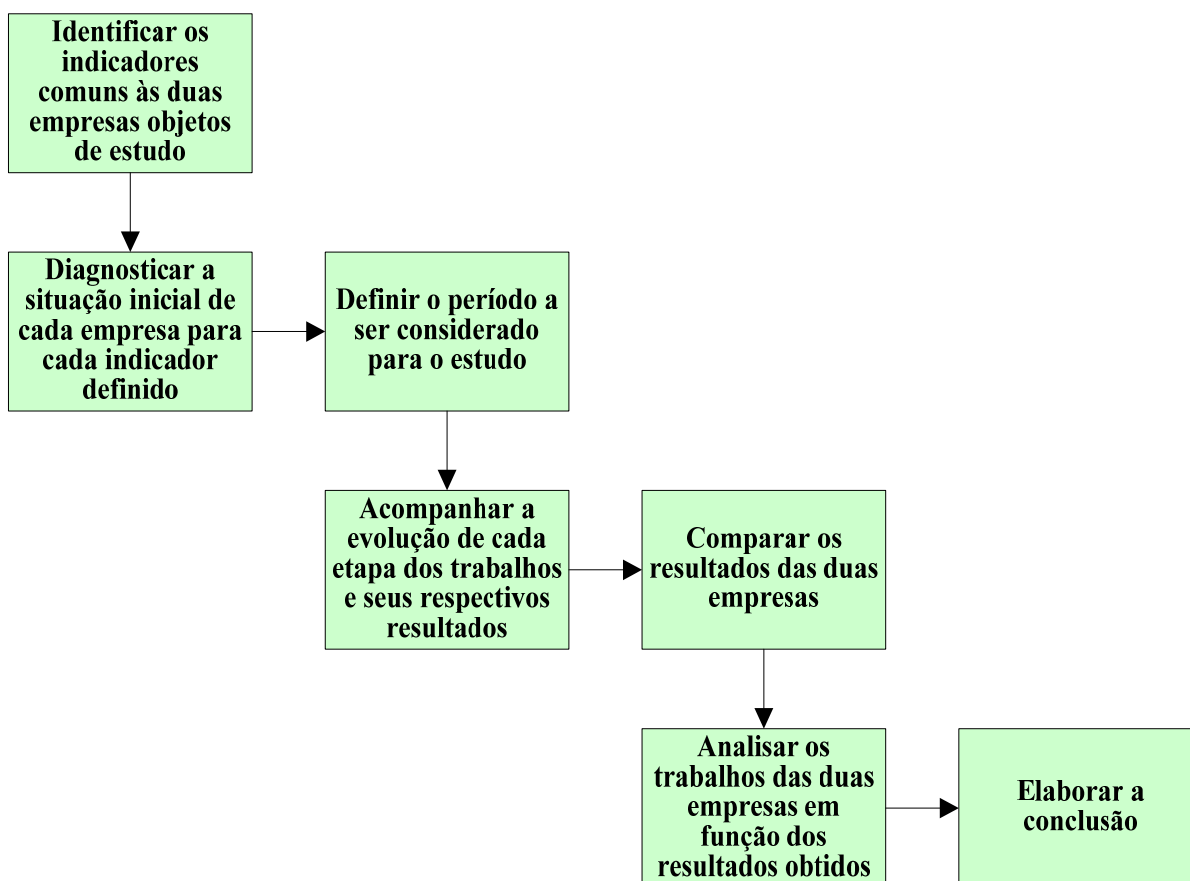 Identificar os
indicadores
comuns às duas
empresas objetos
de estudo
Diagnosticar a
situação inicial de
cada empresa para
cada indicador
definido
Definir o período a
ser considerado
para o estudo
Acompanhar a
evolução de cada
etapa dos trabalhos
e seus respectivos
resultados
Comparar os
resultados das duas
empresas
Analisar os
trabalhos das duas
empresas em
função dos
resultados obtidos
Elaborar a
conclusão